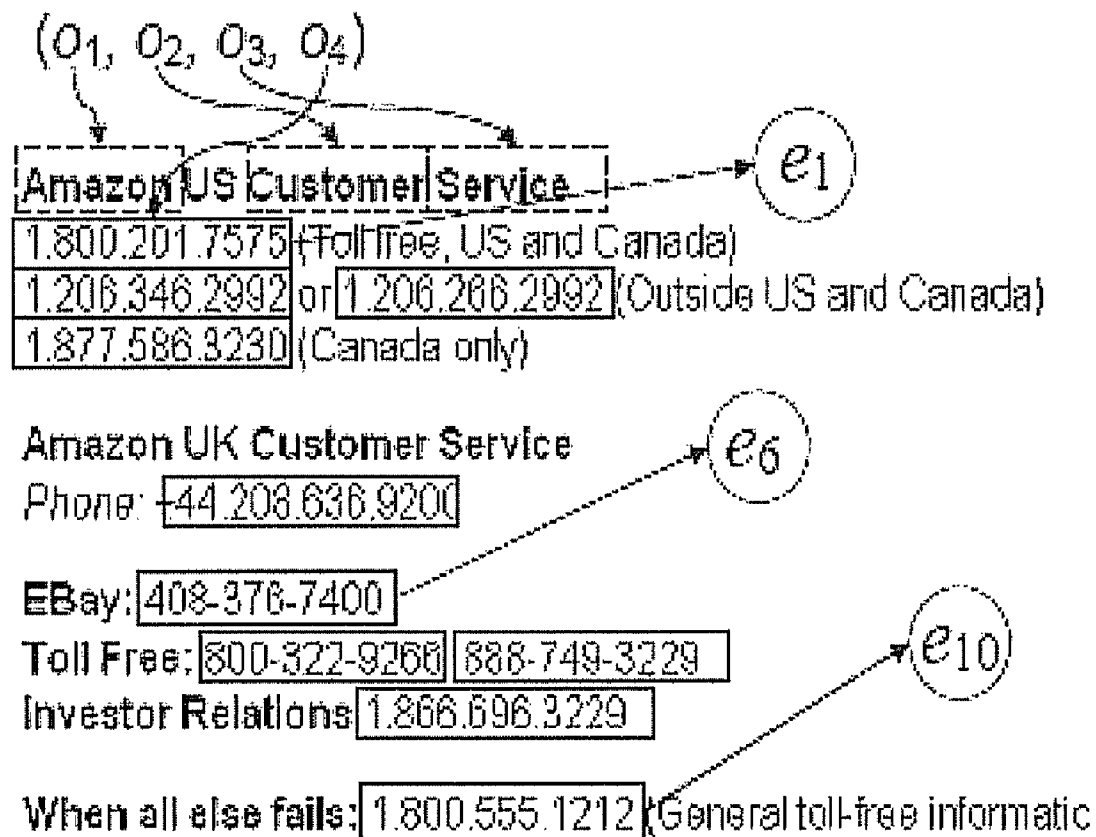 (o1, o2, o3, o4)
e1
Amazon US Customer Service
1.800.201.7575 (Toll free, US and Canada)
1.206.346.2992 or 1.206.266.2992 (Outside US and Canada)
1.877.586.3230 (Canada only)
e6
Amazon UK Customer Service
Phone: +44.208.636.9200
EBay: 408-376-7400
Toll Free: 800-322-9266 888-749-3229
e10
Investor Relations 1.866.696.3229
When all else fails: 1.800.555.1212 (General toll-free informatic